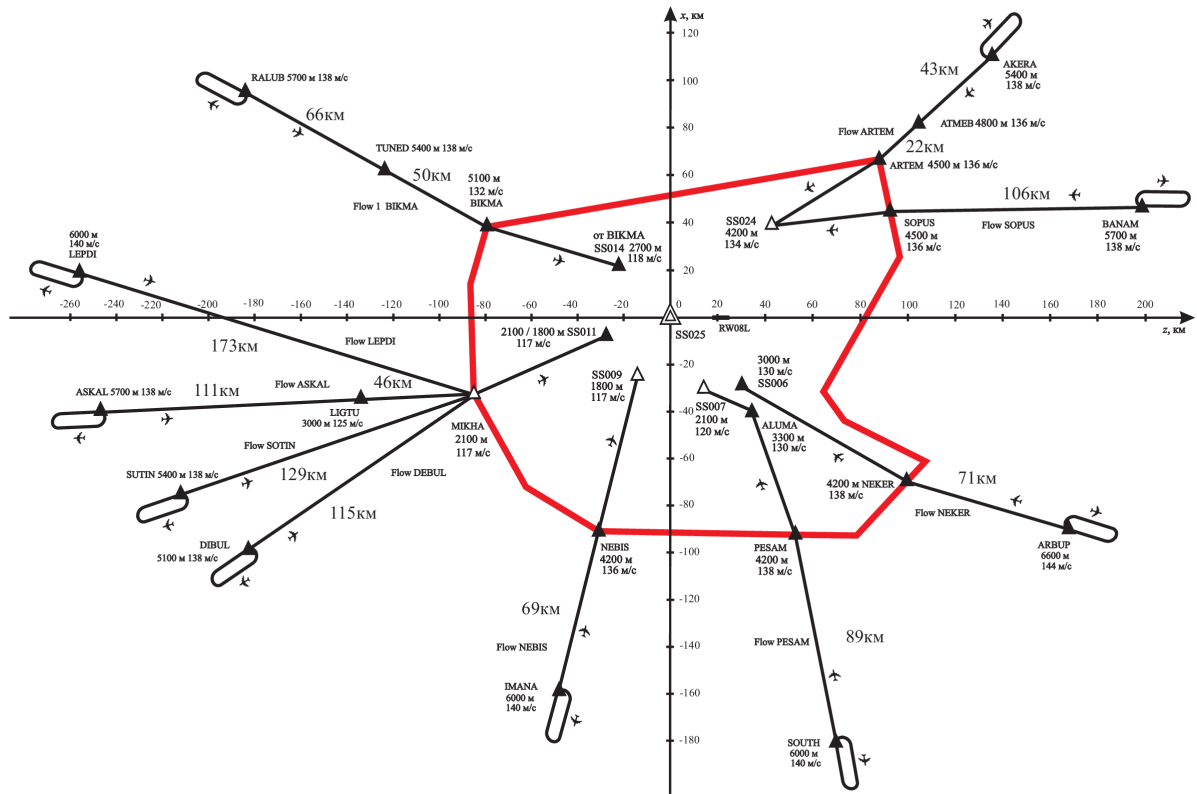 x, км
120
100
80
60
40
20
0
-20
-40
-60
-80
-100
-120
-140
-160
-180
-260
-240
-220
-200
-180
-160
-140
-120
-100
-80
-60
-40
-20
20
40
60
80
100
120
140
160
180
200
z, км
RALUB 5700 м 138 м/с
66км
TUNED 5400 м 138 м/с
50км
Flow 1 BIKMA
5100 м
132 м/с
BIKMA
от BIKMA
SS014 2700 м
118 м/с
43км
AKERA
5400 м
138 м/с
ATMEB 4800 м 136 м/с
Flow ARTEM
22км
ARTEM 4500 м 136 м/с
106км
SS024
4200 м
134 м/с
SOPUS
4500 м
136 м/с
Flow SOPUS
BANAM
5700 м
138 м/с
6000 м
140 м/с
LEPDI
173км
Flow LEPDI
2100 / 1800 м SS011
117 м/с
SS025
RW08L
111км
Flow ASKAL
46км
ASKAL 5700 м 138 м/с
LIGTU
3000 м 125 м/с
MIKHA
2100 м
117 м/с
Flow SOTIN
129км
Flow DEBUL
SUTIN 5400 м 138 м/с
115км
DIBUL
5100 м 138 м/с
SS009
1800 м
117 м/с
3000 м
130 м/с
SS006
SS007
2100 м
120 м/с
ALUMA
3300 м
130 м/с
4200 м NEKER
138 м/с
71км
Flow NEKER
ARBUP
6600 м
144 м/с
NEBIS
4200 м
136 м/с
PESAM
4200 м
138 м/с
69км
Flow NEBIS
IMANA
6000 м
140 м/с
Flow PESAM
89км
SOUTH
6000 м
140 м/с